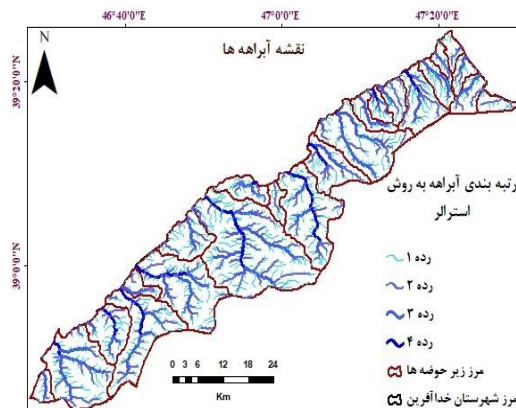 46°40'0"E 47°0'0"E 47°20'0"E
نقشه آبراهه ها
N
39°20'0"N
39°0'0"N
رتبه بندی آبراهه به روش
استرالر
رده ۱
رده ۲
رده ۳
رده ۴
مرز زیر حوضه ها
مرز شهرستان خداآفرین
0 3 6 12 18 24
Km